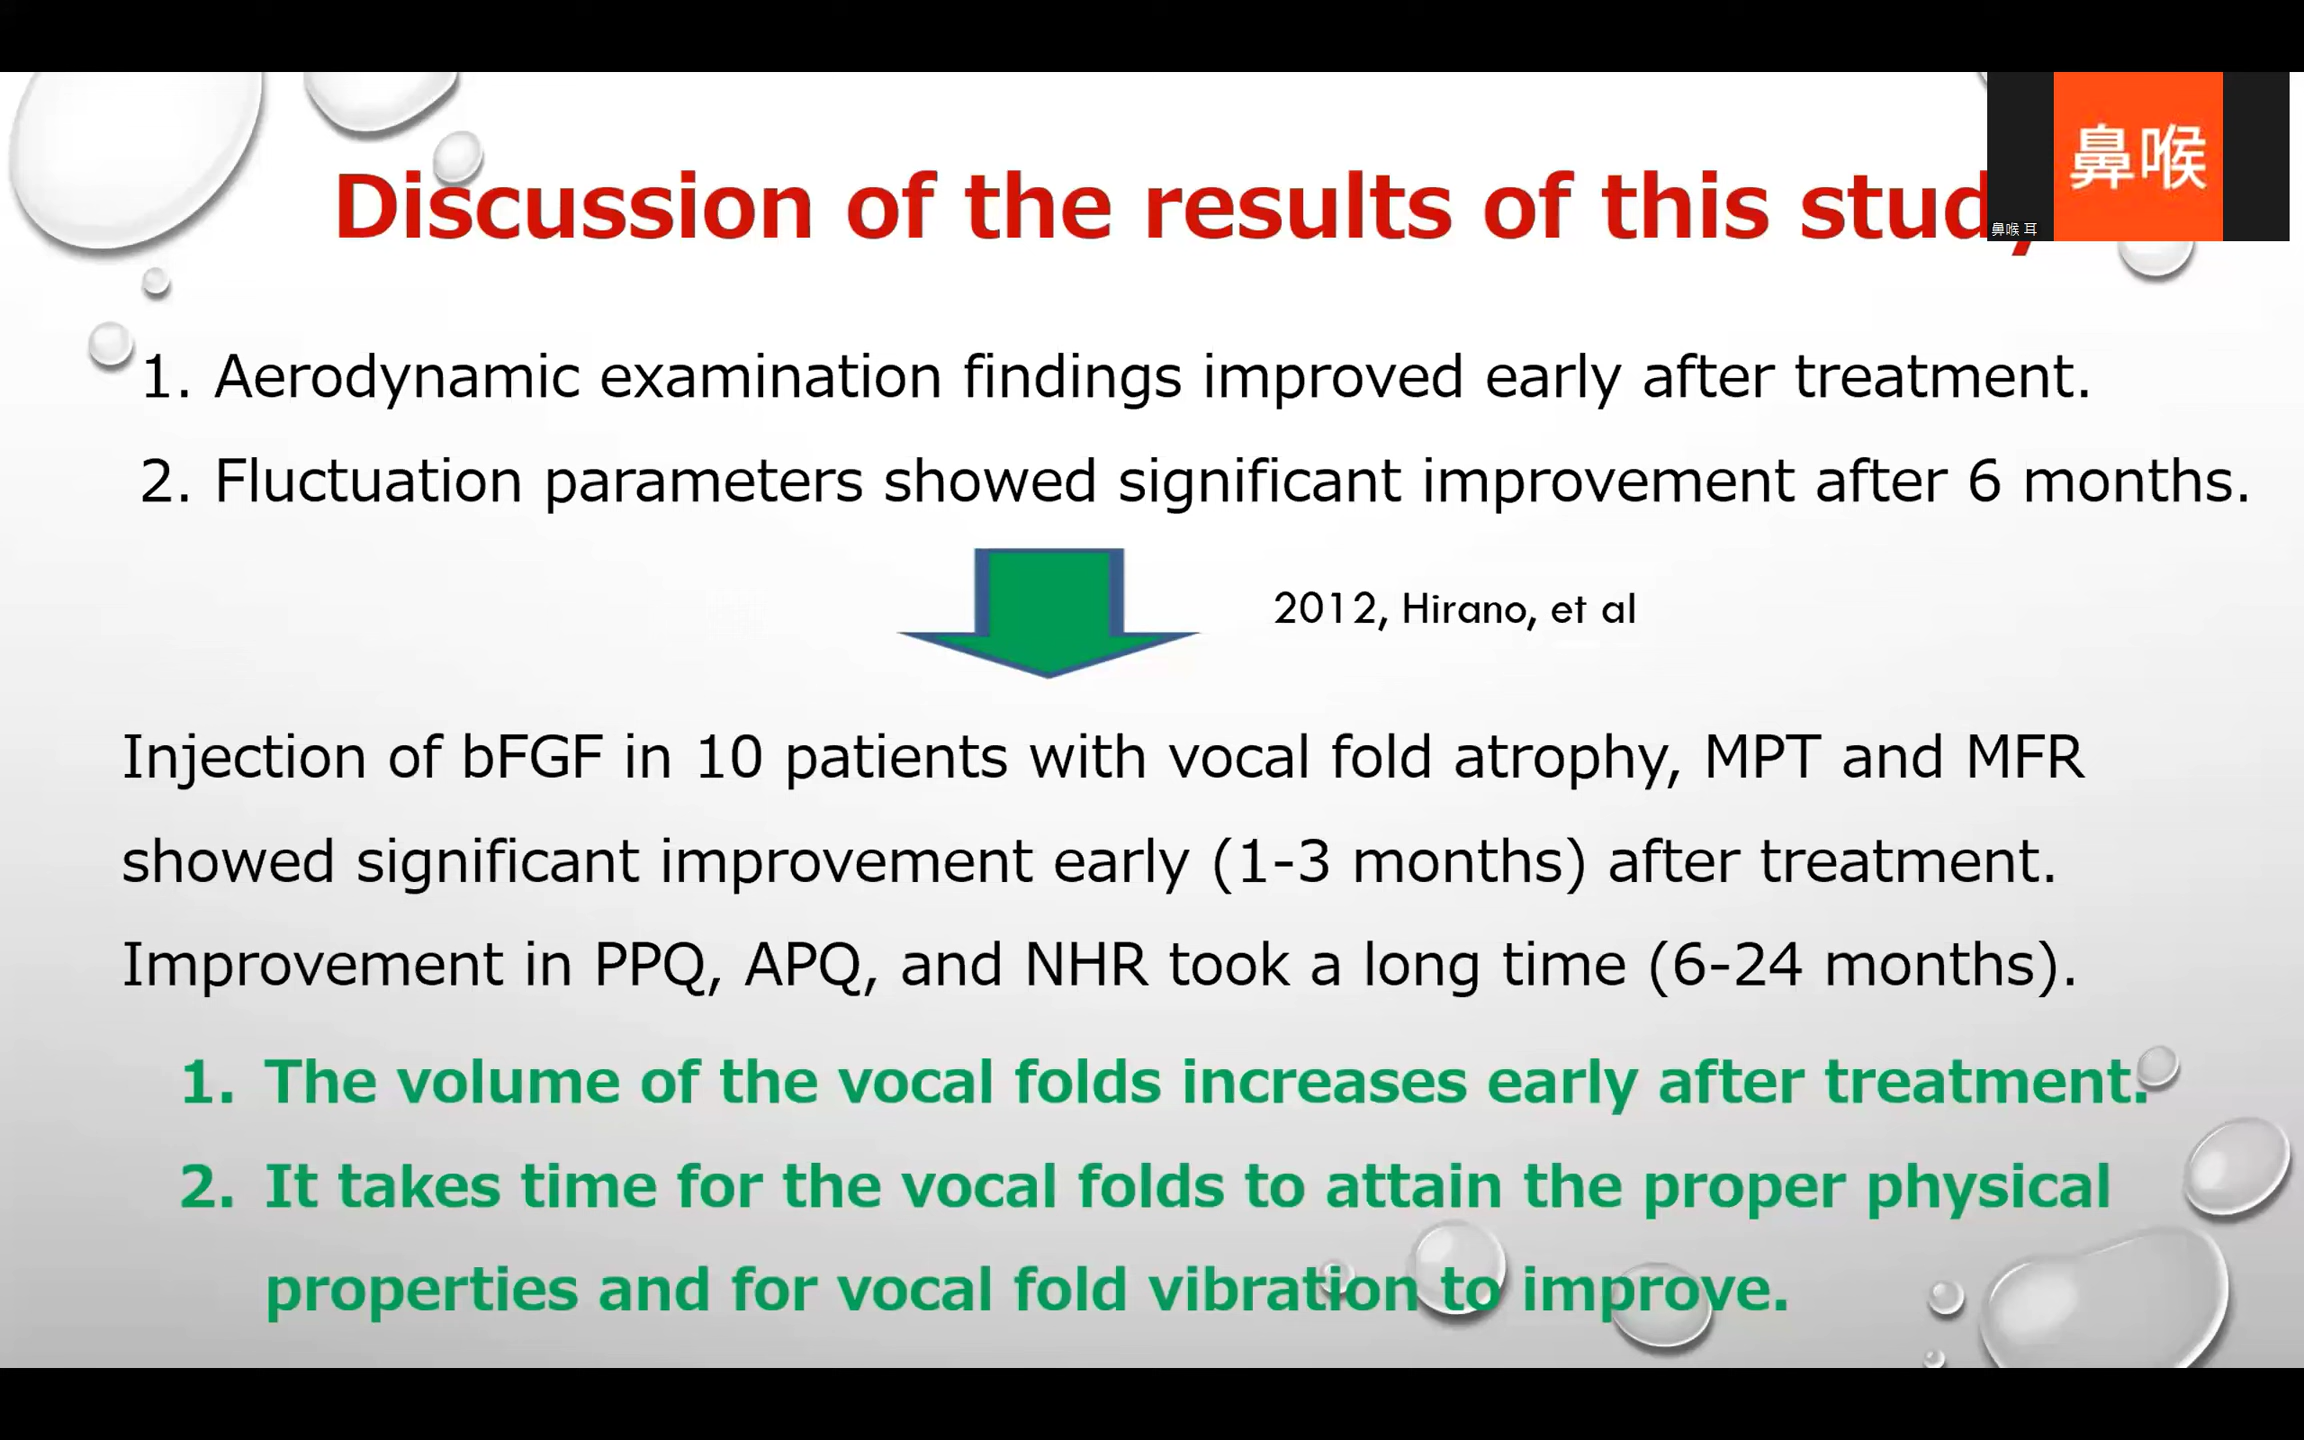 鼻喉
鼻喉 耳
Discussion of the results of this study
1. Aerodynamic examination findings improved early after treatment.
2. Fluctuation parameters showed significant improvement after 6 months.
2012, Hirano, et al
Injection of bFGF in 10 patients with vocal fold atrophy, MPT and MFR
showed significant improvement early (1-3 months) after treatment.
Improvement in PPQ, APQ, and NHR took a long time (6-24 months).
1. The volume of the vocal folds increases early after treatment.
2. It takes time for the vocal folds to attain the proper physical
properties and for vocal fold vibration to improve.